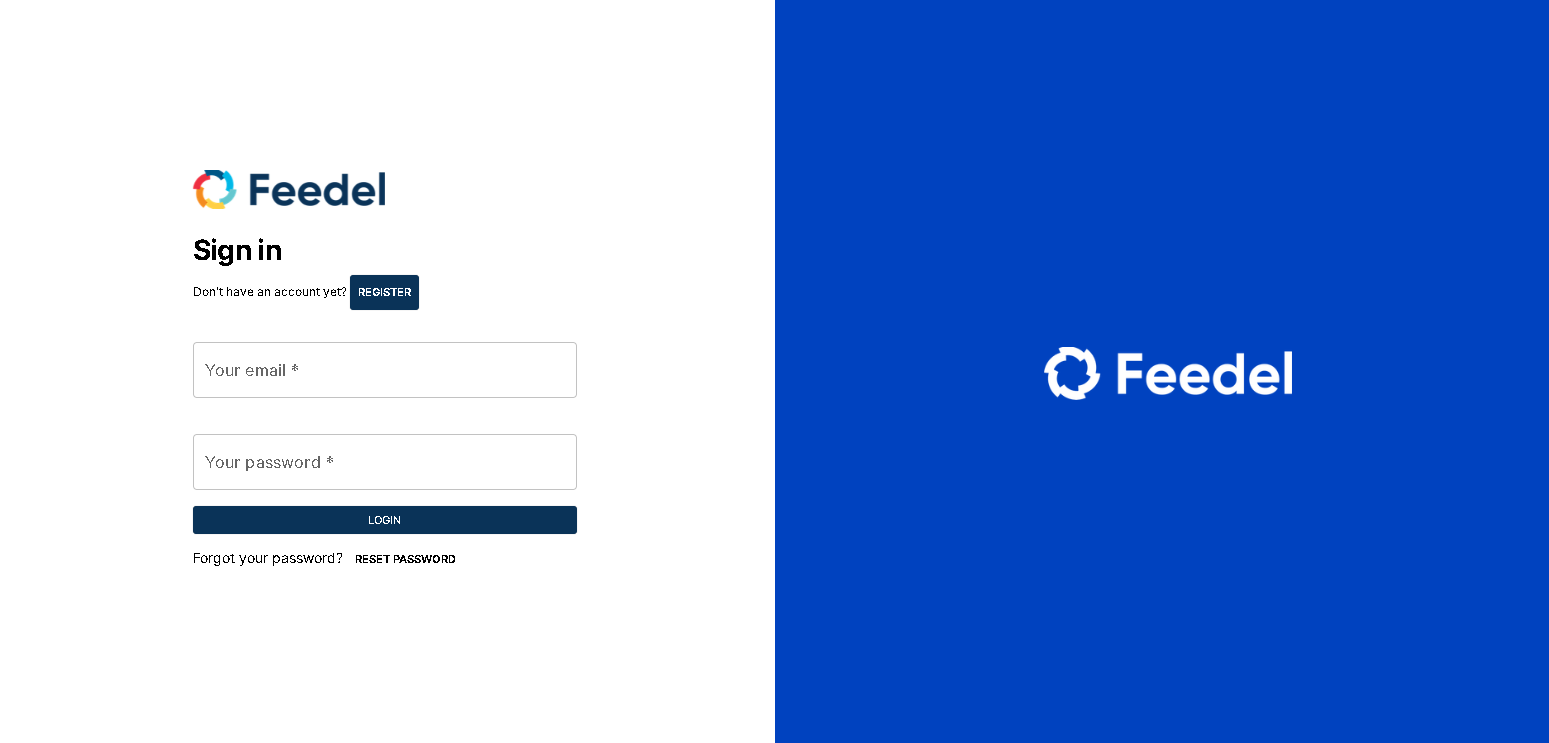 Feedel
Sign in
Don't have an account yet? REGISTER
Your email *
Your password *
LOGIN
Forgot your password? RESET PASSWORD
Feedel